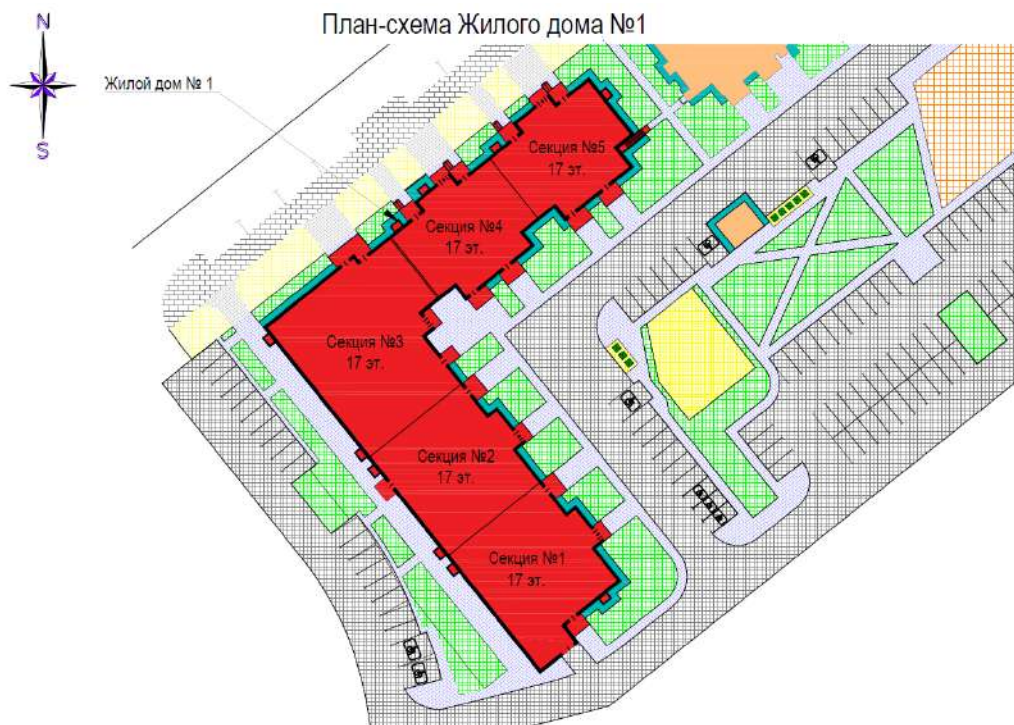 План-схема Жилого дома №1
N
S
Жилой дом № 1
Секция №5
17 эт.
Секция №4
17 эт.
Секция №3
17 эт.
Секция №2
17 эт.
Секция №1
17 эт.